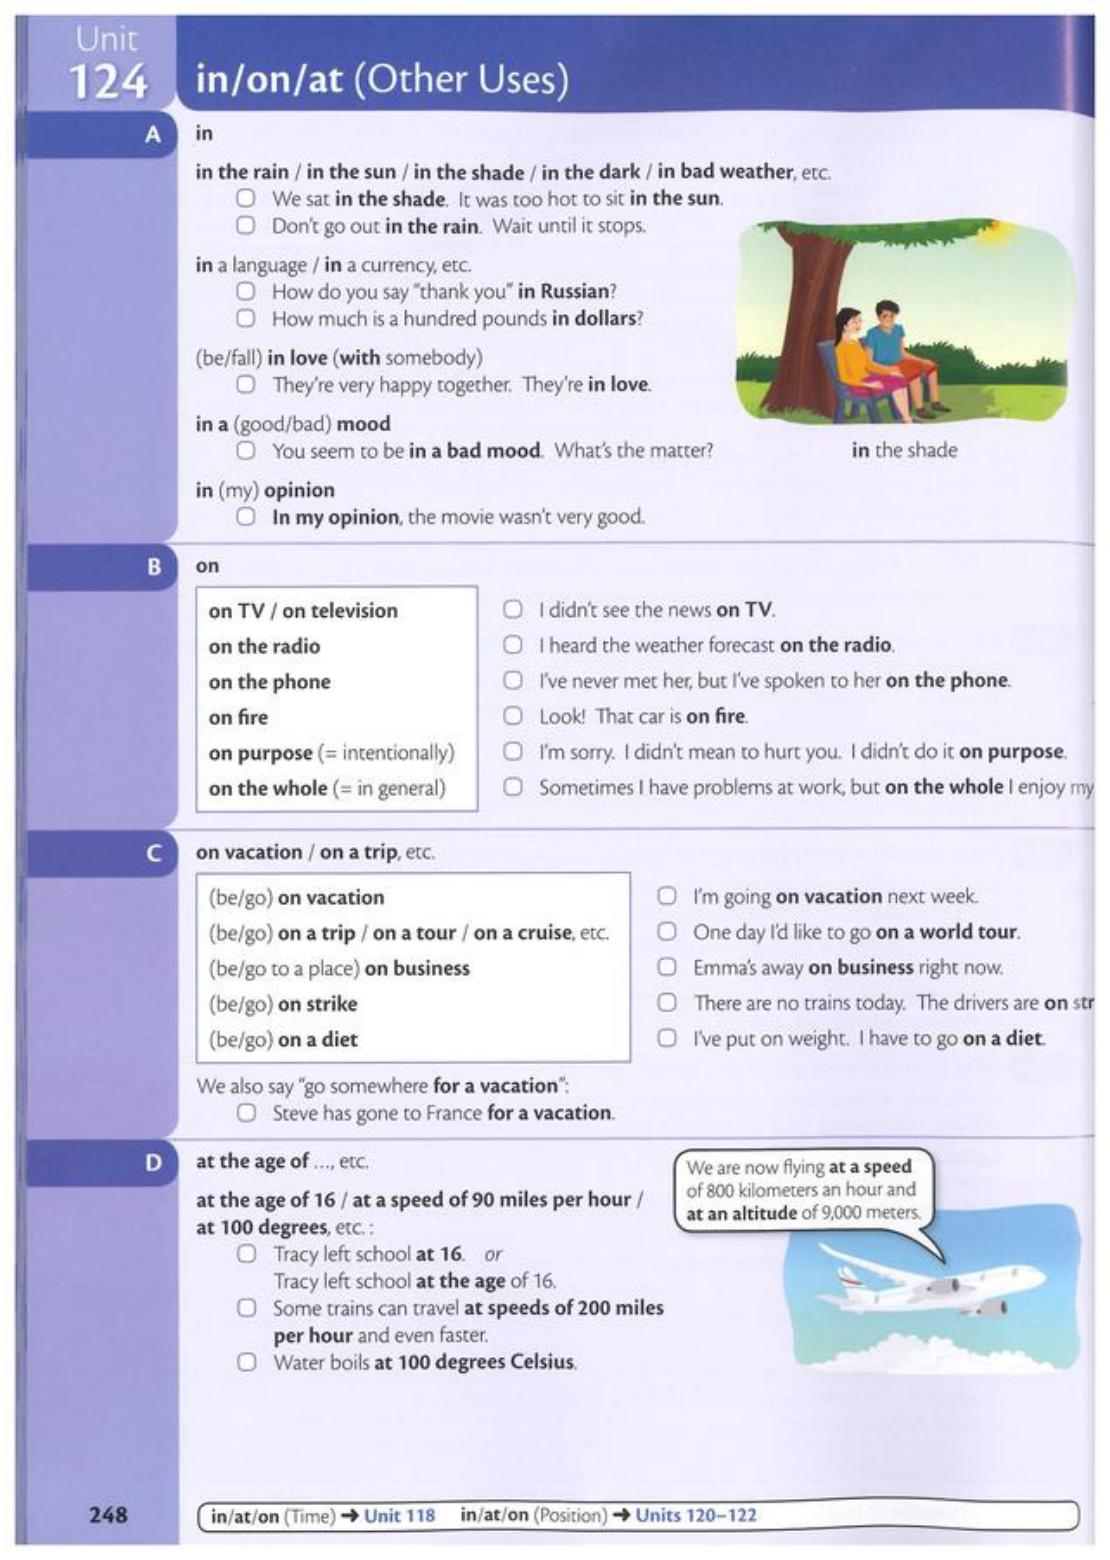 Unit
124
in/on/at (Other Uses)
A
in
in the rain / in the sun / in the shade / in the dark / in bad weather, etc.
We sat in the shade. It was too hot to sit in the sun.
Don't go out in the rain. Wait until it stops.
in a language / in a currency, etc.
How do you say "thank you" in Russian?
How much is a hundred pounds in dollars?
(be/fall) in love (with somebody)
They're very happy together. They're in love.
in a (good/bad) mood
You seem to be in a bad mood. What's the matter?
in the shade
in (my) opinion
In my opinion, the movie wasn't very good.
B
on
on TV / on television
I didn't see the news on TV.
on the radio
I heard the weather forecast on the radio.
on the phone
I've never met her, but I've spoken to her on the phone.
on fire
Look! That car is on fire.
on purpose (= intentionally)
I'm sorry. I didn't mean to hurt you. I didn't do it on purpose.
on the whole (= in general)
Sometimes I have problems at work, but on the whole I enjoy my
C
on vacation / on a trip, etc.
(be/go) on vacation
I'm going on vacation next week.
(be/go) on a trip / on a tour / on a cruise, etc.
One day I'd like to go on a world tour.
(be/go to a place) on business
Emma's away on business right now.
(be/go) on strike
There are no trains today. The drivers are on str
(be/go) on a diet
I've put on weight. I have to go on a diet.
We also say "go somewhere for a vacation":
Steve has gone to France for a vacation.
D
at the age of ..., etc.
at the age of 16 / at a speed of 90 miles per hour /
at 100 degrees, etc. :
Tracy left school at 16. or
Tracy left school at the age of 16.
Some trains can travel at speeds of 200 miles
per hour and even faster.
Water boils at 100 degrees Celsius.
We are now flying at a speed
of 800 kilometers an hour and
at an altitude of 9,000 meters.
248
in/at/on (Time) ➜ Unit 118 in/at/on (Position) ➜ Units 120–122